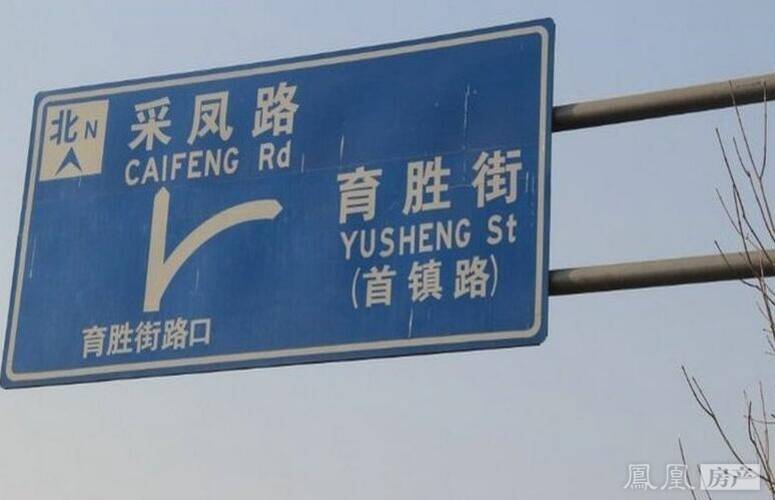 北 N
采凤路
CAIFENG Rd
育胜街
YUSHENG St
(首镇路)
育胜街路口
鳳凰 房产